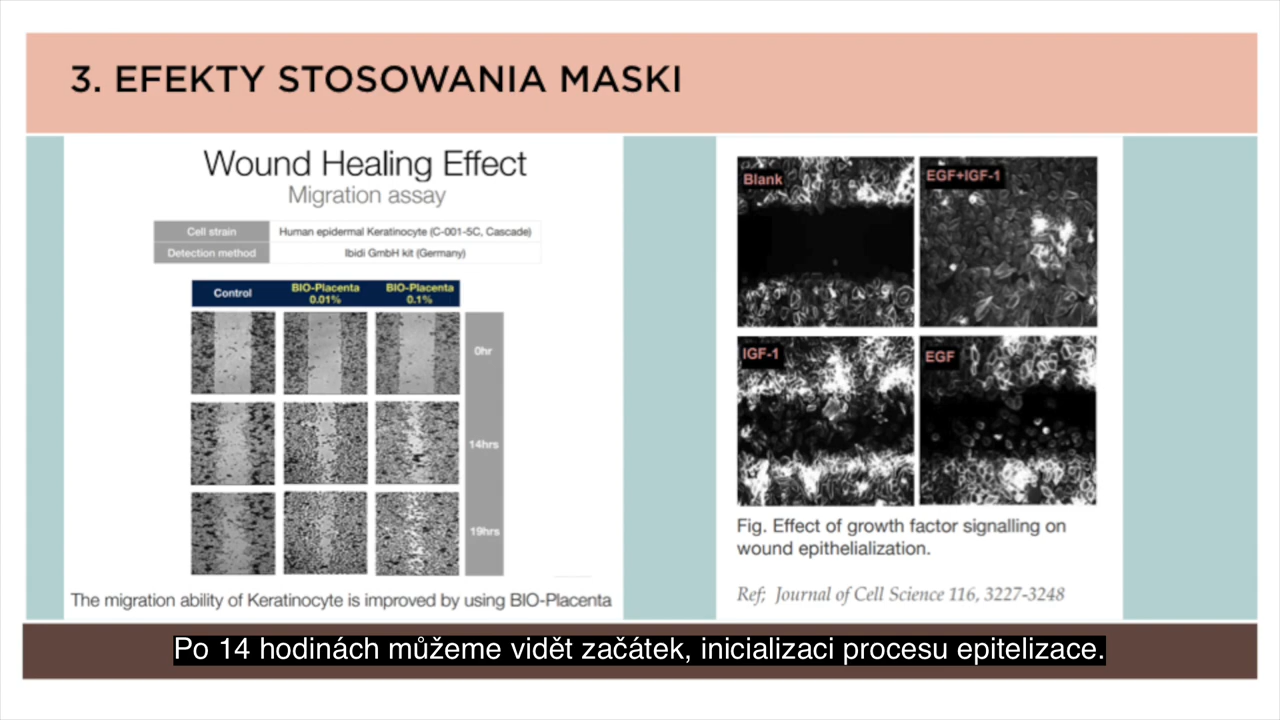 3. EFEKTY STOSOWANIA MASKI
Wound Healing Effect
Migration assay
Cell strain Human epidermal Keratinocyte (C-001-5C, Cascade)
Detection method Ibidi GmbH kit (Germany)
Control BIO-Placenta 0.01% BIO-Placenta 0.1%
0hr
14hrs
19hrs
The migration ability of Keratinocyte is improved by using BIO-Placenta
Blank EGF+IGF-1
IGF-1 EGF
Fig. Effect of growth factor signalling on
wound epithelialization.
Ref; Journal of Cell Science 116, 3227-3248
Po 14 hodinách můžeme vidět začátek, inicializaci procesu epitelizace.